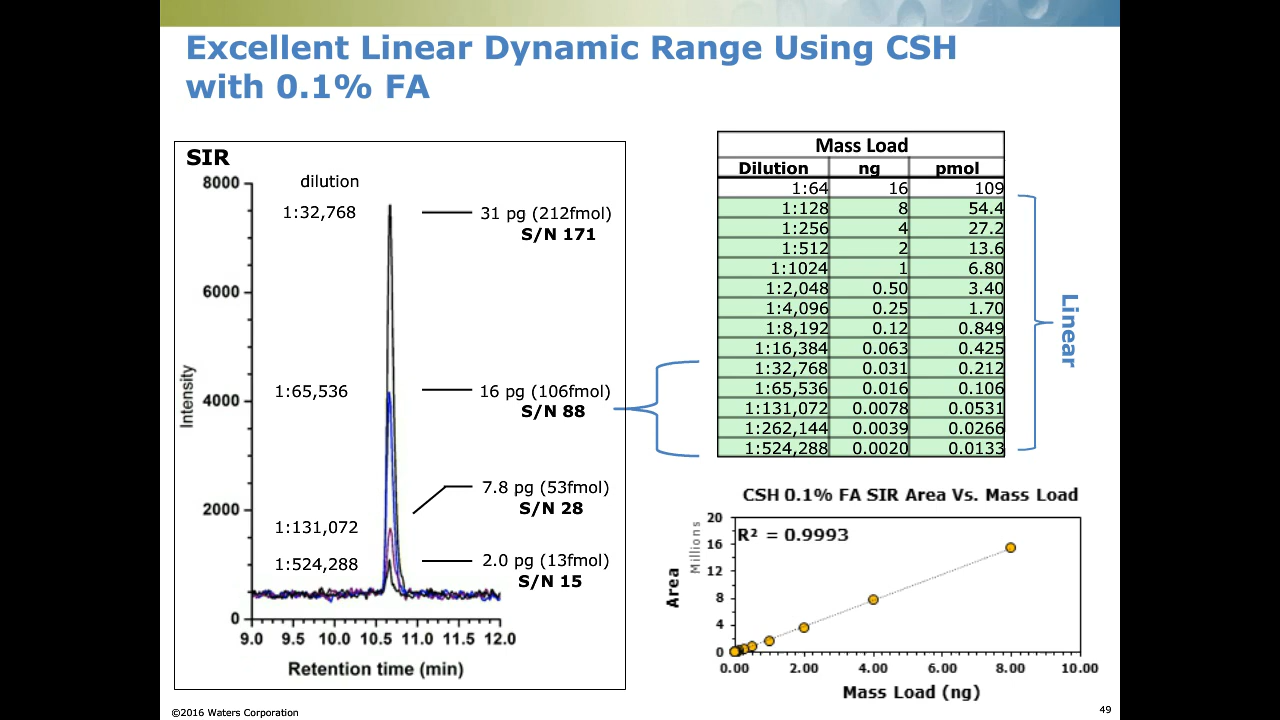 Excellent Linear Dynamic Range Using CSH
with 0.1% FA
SIR
8000
6000
4000
2000
0
Intensity
dilution
1:32,768
1:65,536
1:131,072
1:524,288
31 pg (212fmol)
S/N 171
16 pg (106fmol)
S/N 88
7.8 pg (53fmol)
S/N 28
2.0 pg (13fmol)
S/N 15
9.0 9.5 10.0 10.5 11.0 11.5 12.0
Retention time (min)
Mass Load
Dilution ng pmol
1:64 16 109
1:128 8 54.4
1:256 4 27.2
1:512 2 13.6
1:1024 1 6.80
1:2,048 0.50 3.40
1:4,096 0.25 1.70
1:8,192 0.12 0.849
1:16,384 0.063 0.425
1:32,768 0.031 0.212
1:65,536 0.016 0.106
1:131,072 0.0078 0.0531
1:262,144 0.0039 0.0266
1:524,288 0.0020 0.0133
Linear
CSH 0.1% FA SIR Area Vs. Mass Load
R² = 0.9993
Area
Millions
20
16
12
8
4
0
0.00 2.00 4.00 6.00 8.00 10.00
Mass Load (ng)
©2016 Waters Corporation
49